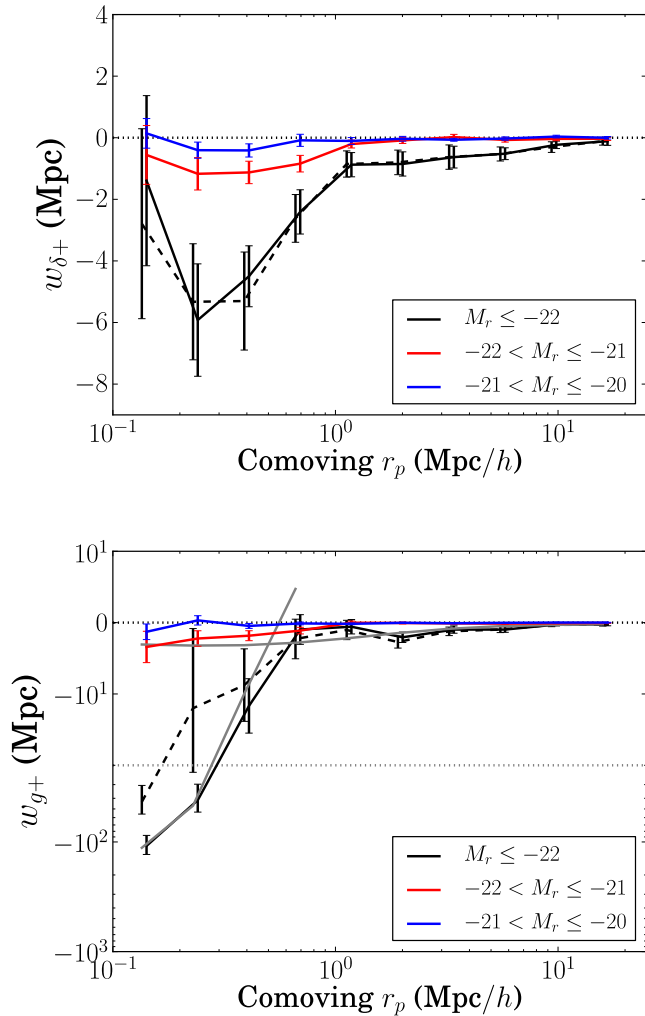 4
2
0
−2
−4
−6
−8
w_{δ+} (Mpc)
M_r ≤ −22
−22 < M_r ≤ −21
−21 < M_r ≤ −20
10^{−1} 10^0 10^1
Comoving r_p (Mpc/h)
10^1
0
−10^1
−10^2
−10^3
w_{g+} (Mpc)
M_r ≤ −22
−22 < M_r ≤ −21
−21 < M_r ≤ −20
10^{−1} 10^0 10^1
Comoving r_p (Mpc/h)